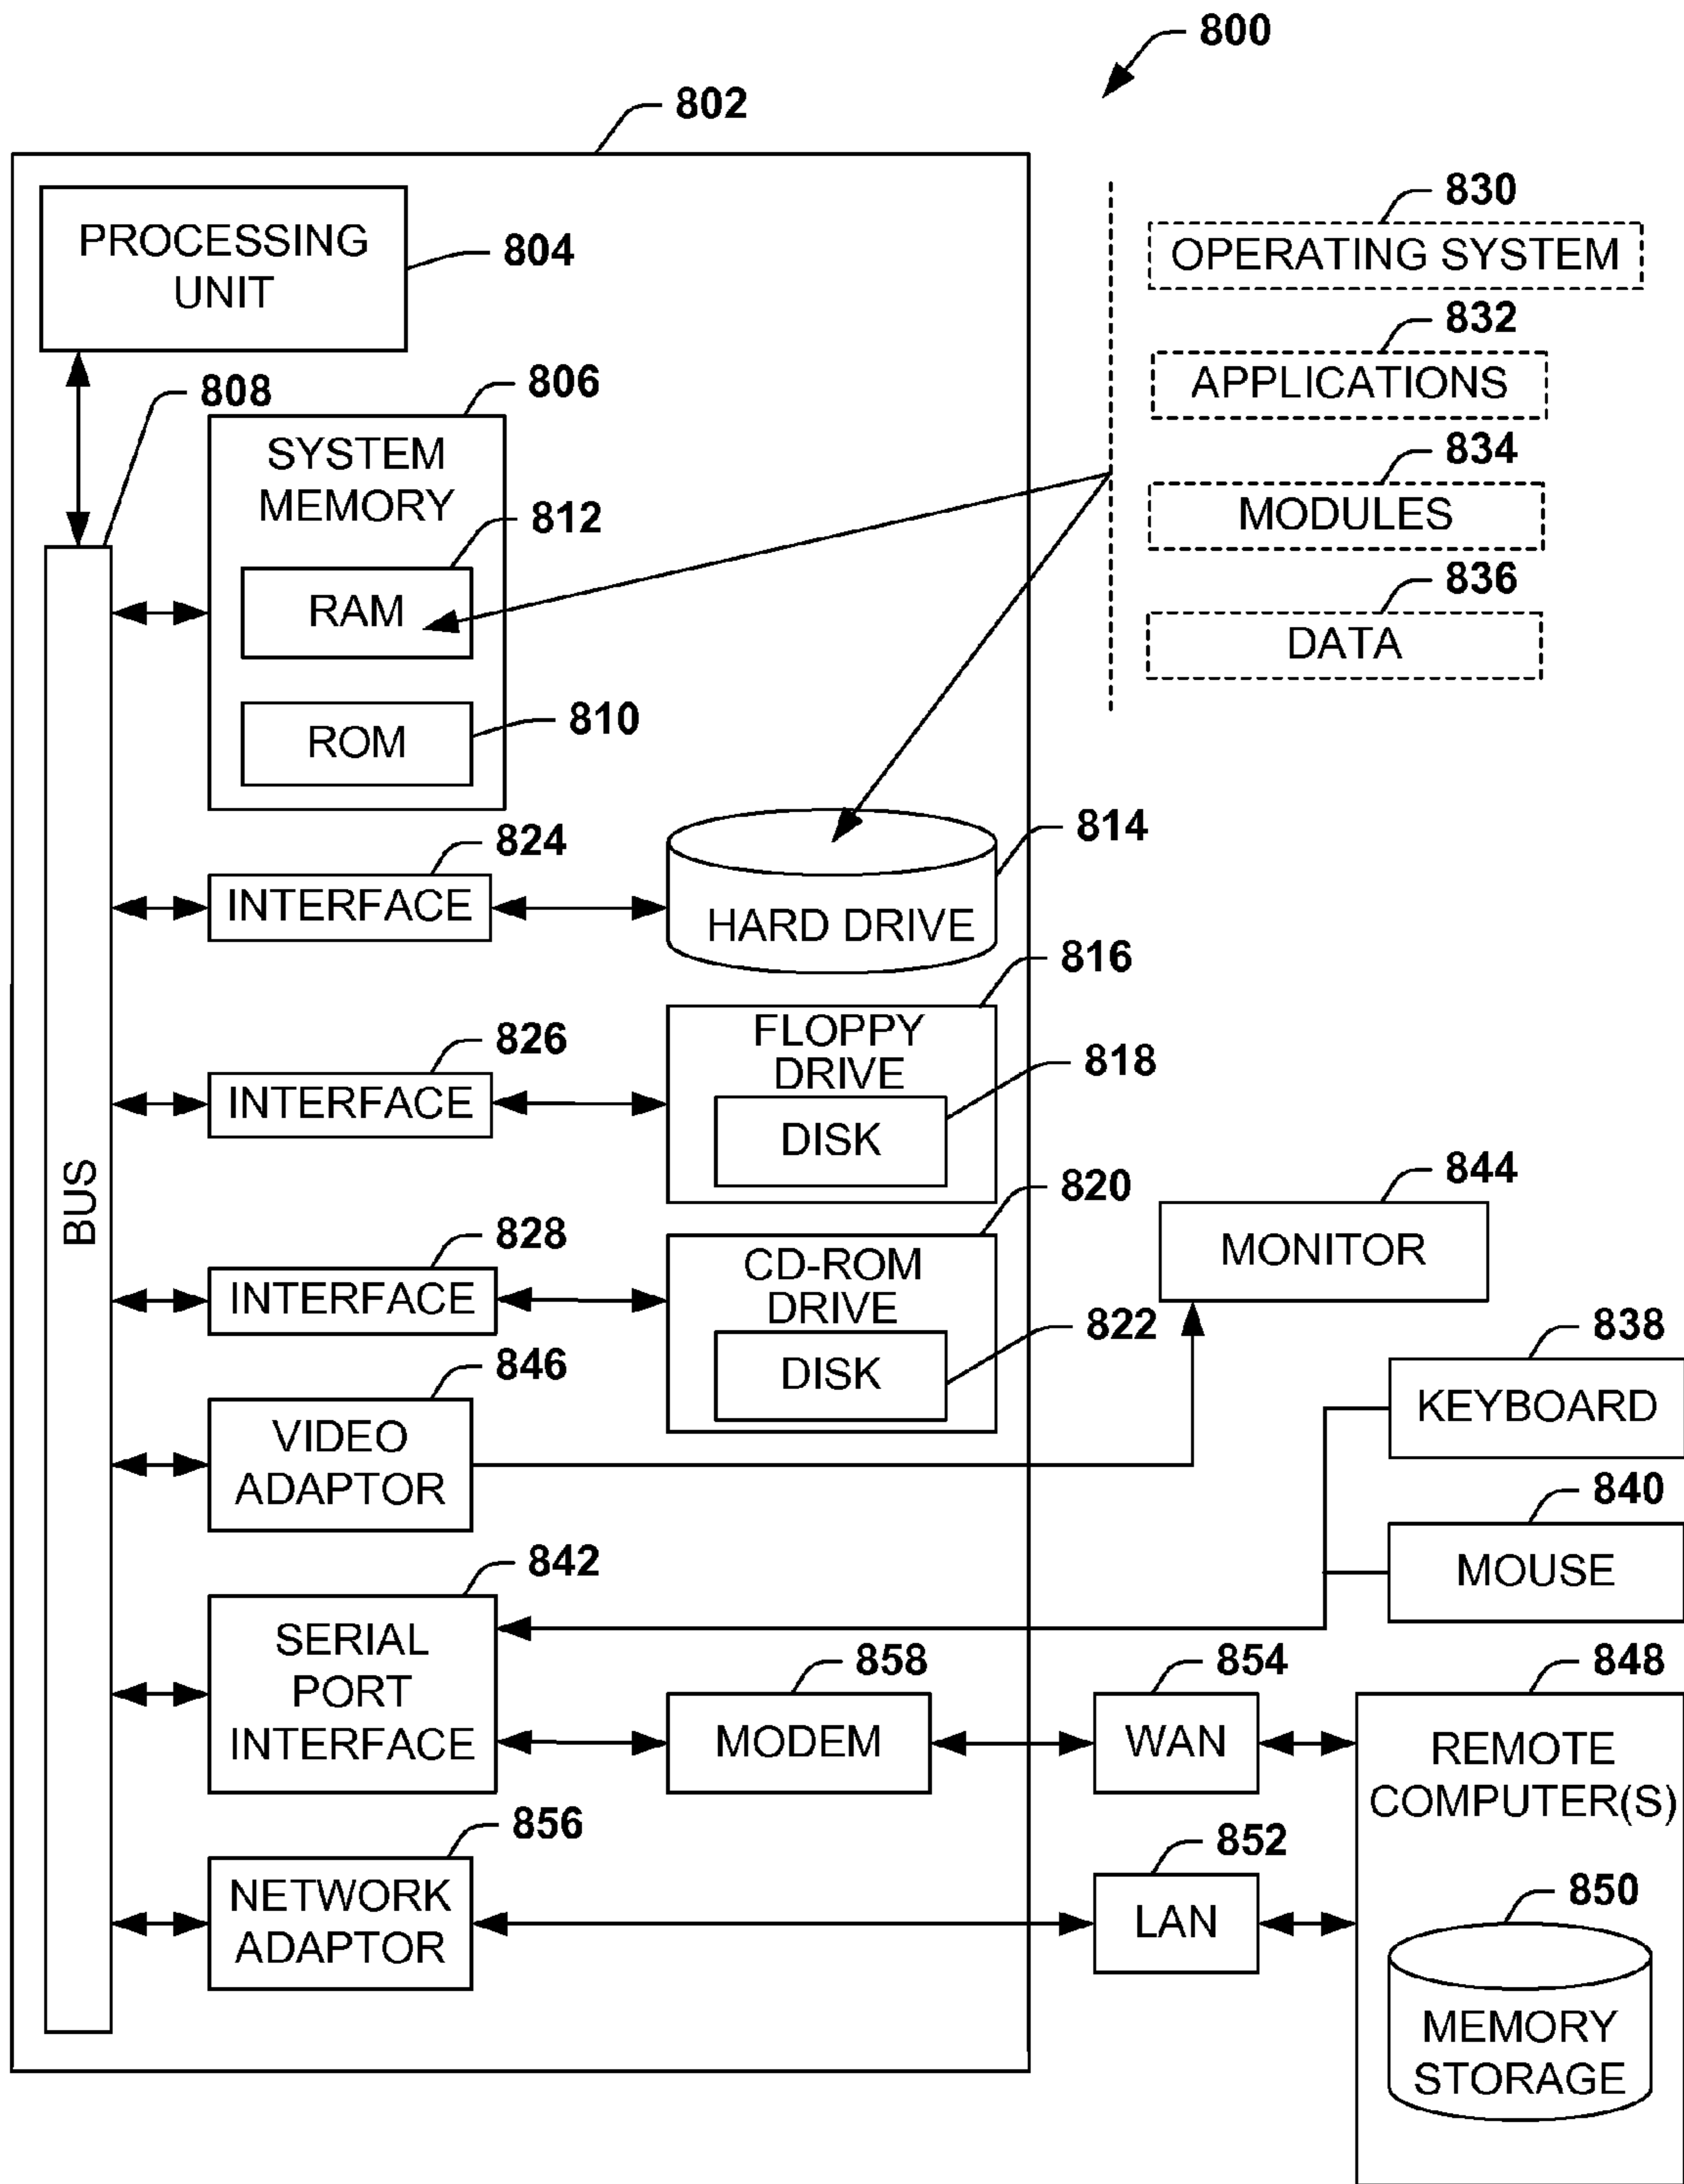 800
802
PROCESSING
UNIT
804
830
OPERATING SYSTEM
832
APPLICATIONS
834
MODULES
836
DATA
808
806
SYSTEM
MEMORY
812
RAM
810
ROM
BUS
824
INTERFACE
814
HARD DRIVE
826
INTERFACE
816
FLOPPY
DRIVE
818
DISK
828
INTERFACE
820
CD-ROM
DRIVE
822
DISK
844
MONITOR
846
VIDEO
ADAPTOR
838
KEYBOARD
840
MOUSE
842
SERIAL
PORT
INTERFACE
858
MODEM
854
WAN
848
REMOTE
COMPUTER(S)
856
NETWORK
ADAPTOR
852
LAN
850
MEMORY
STORAGE